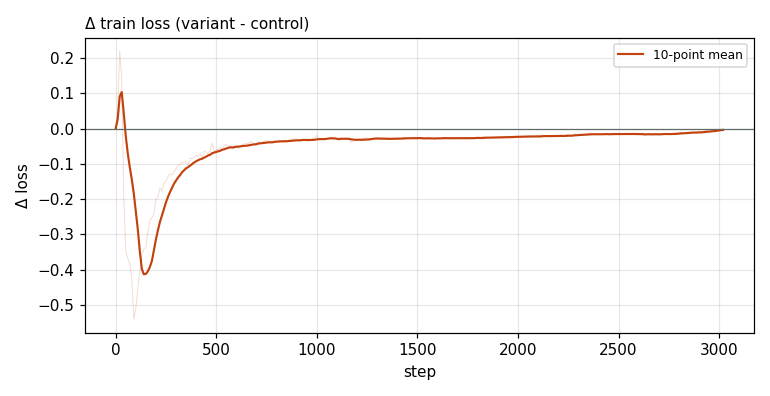 Δ train loss (variant - control)
10-point mean
0.2
0.1
0.0
−0.1
−0.2
−0.3
−0.4
−0.5
Δ loss
0 500 1000 1500 2000 2500 3000
step